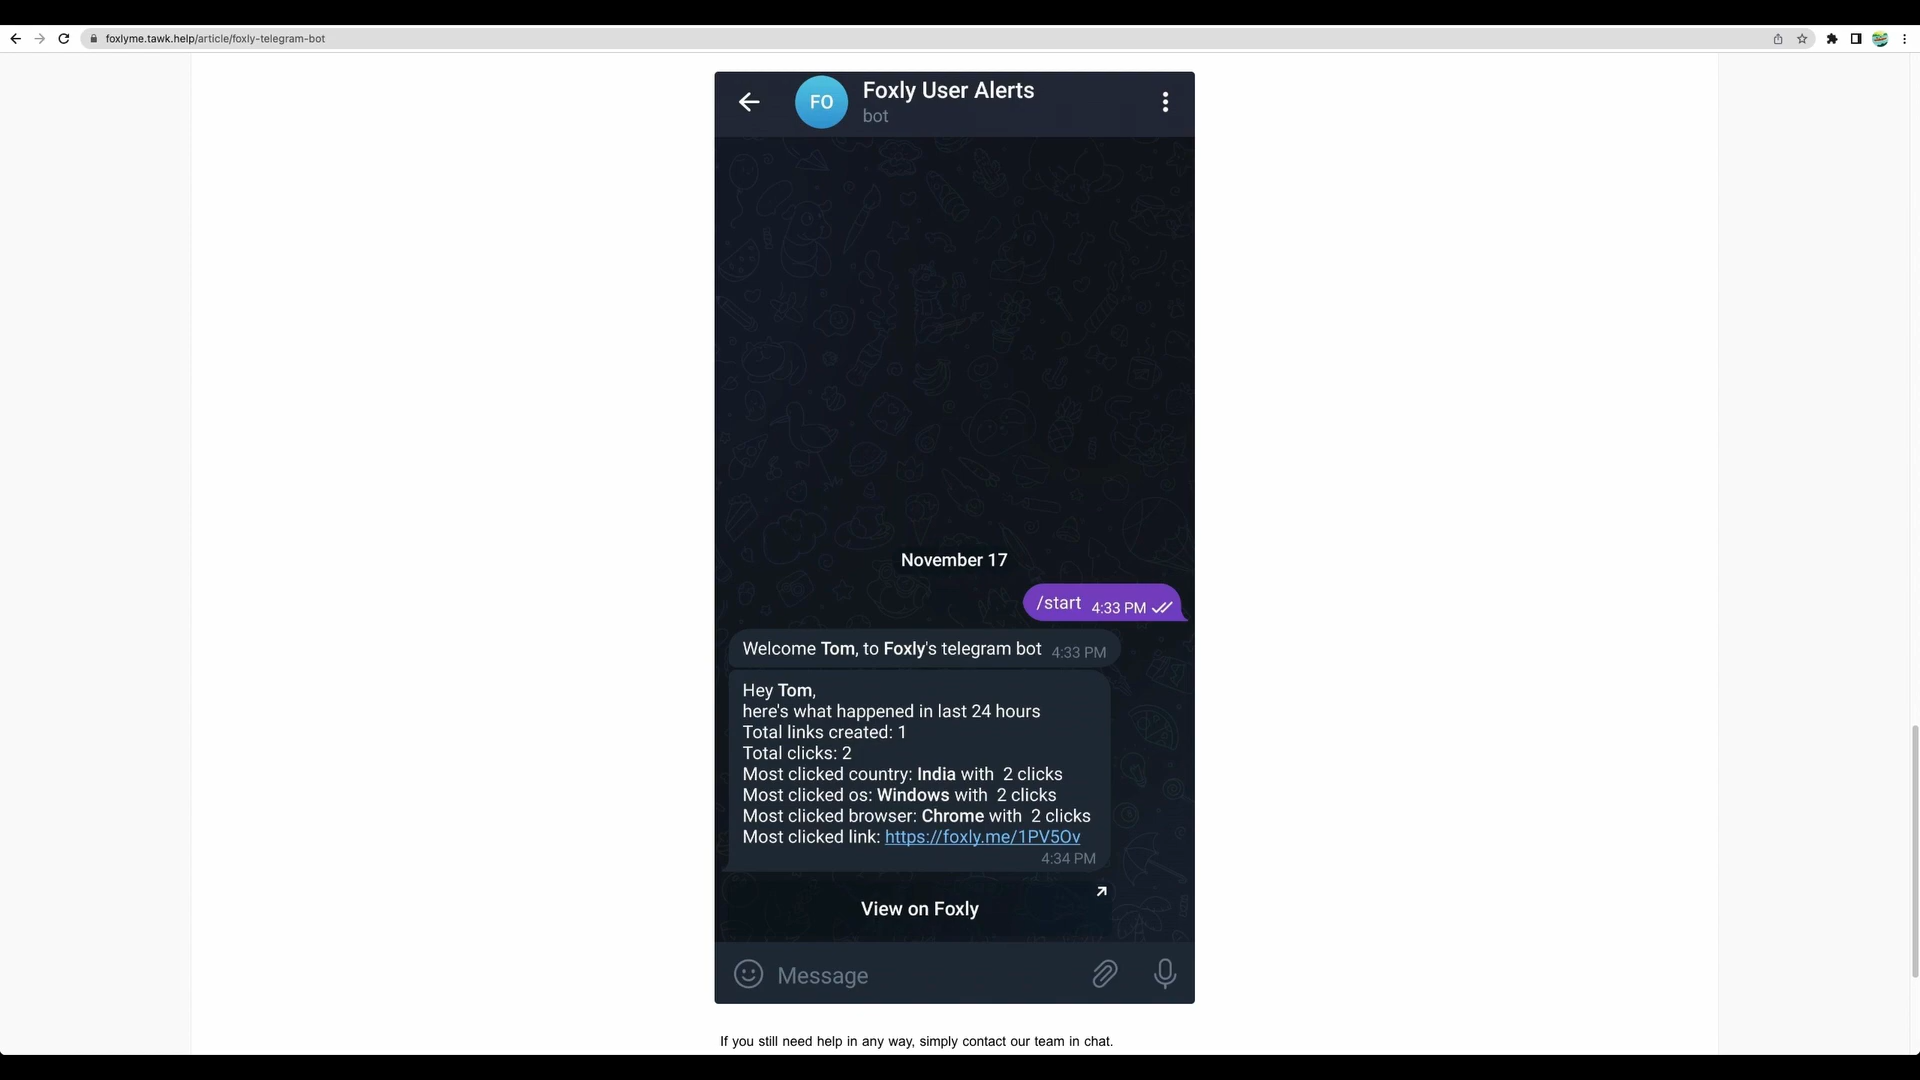 foxlyme.tawk.help/article/foxly-telegram-bot
FO
Foxly User Alerts
bot
November 17
/start 4:33 PM
Welcome Tom, to Foxly's telegram bot 4:33 PM
Hey Tom,
here's what happened in last 24 hours
Total links created: 1
Total clicks: 2
Most clicked country: India with 2 clicks
Most clicked os: Windows with 2 clicks
Most clicked browser: Chrome with 2 clicks
Most clicked link: https://foxly.me/1PV5Ov
4:34 PM
View on Foxly
Message
If you still need help in any way, simply contact our team in chat.